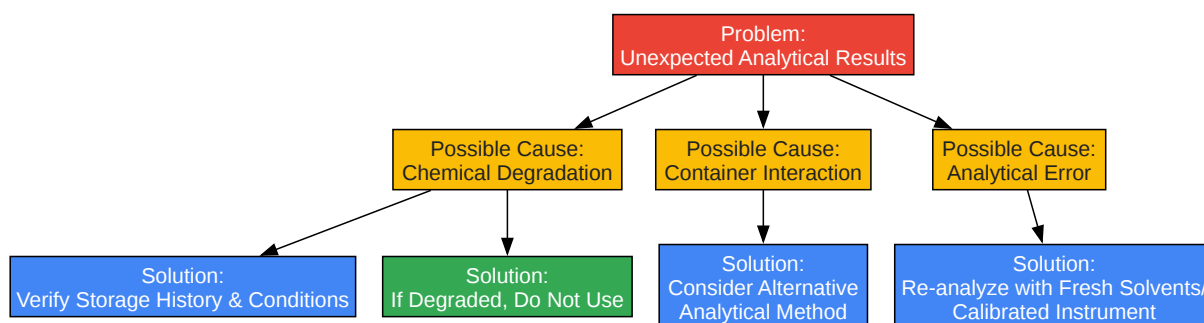 Problem:
Unexpected Analytical Results
Possible Cause:
Chemical Degradation
Possible Cause:
Container Interaction
Possible Cause:
Analytical Error
Solution:
Verify Storage History & Conditions
Solution:
If Degraded, Do Not Use
Solution:
Consider Alternative
Analytical Method
Solution:
Re-analyze with Fresh Solvents/
Calibrated Instrument